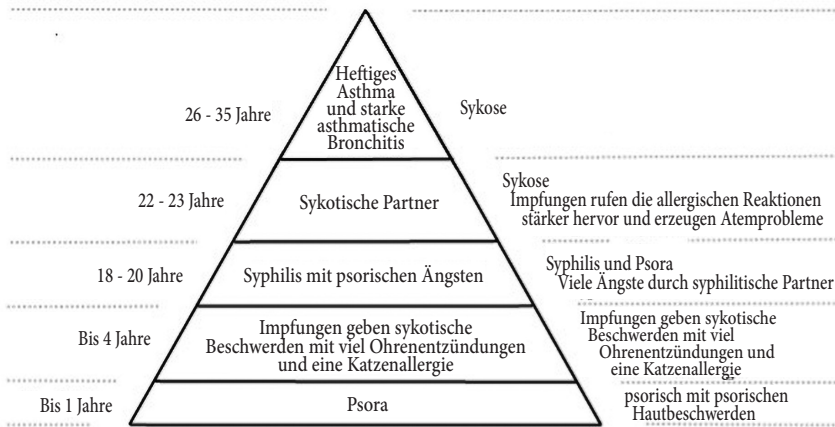 Heftiges
Asthma
und starke
asthmatische
Bronchitis
26 - 35 Jahre
Sykose
22 - 23 Jahre
Sykotische Partner
Sykose
Impfungen rufen die allergischen Reaktionen
stärker hervor und erzeugen Atemprobleme
18 - 20 Jahre
Syphilis mit psorischen Ängsten
Syphilis und Psora
Viele Ängste durch syphilitische Partner
Bis 4 Jahre
Impfungen geben sykotische
Beschwerden mit viel Ohrenentzündungen
und eine Katzenallergie
Impfungen geben sykotische
Beschwerden mit viel
Ohrenentzündungen und
eine Katzenallergie
Bis 1 Jahre
Psora
psorisch mit psorischen
Hautbeschwerden